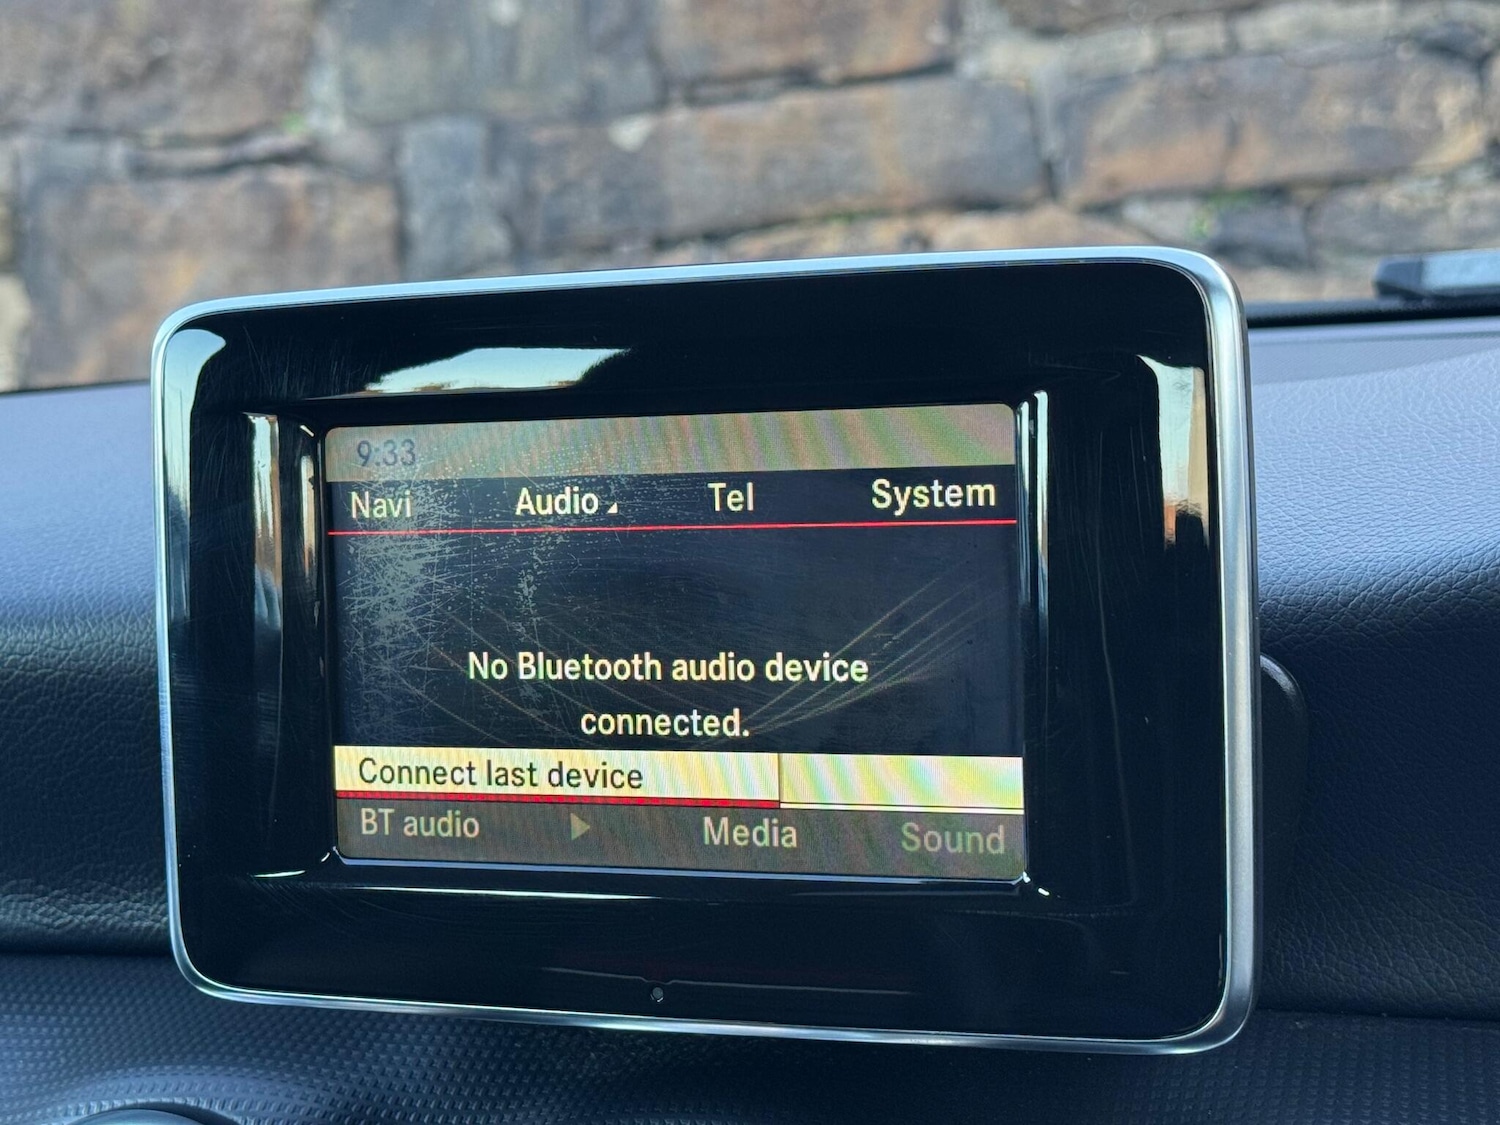 9:33
Navi Audio Tel System
No Bluetooth audio device
connected.
Connect last device
BT audio Media Sound